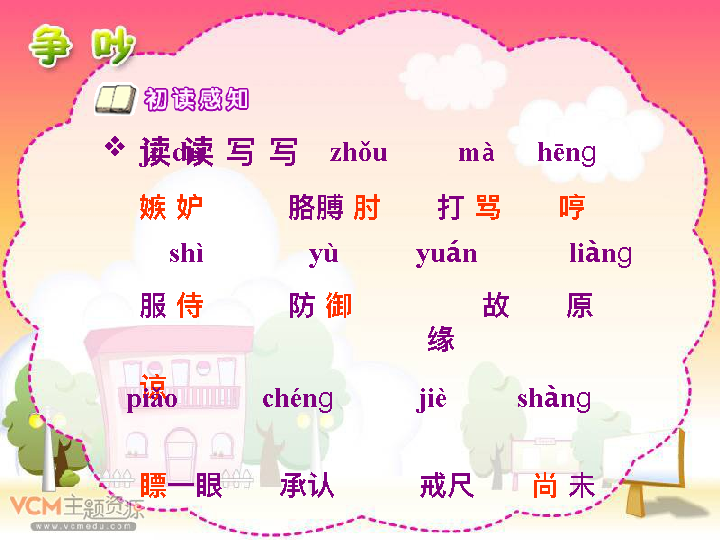 争 吵
初读感知
读 读 写 写 zhǒu mà hēng
嫉 妒 胳膊 肘 打 骂 哼
shì yù yuán liàng
服 侍 防 御 故 原
缘
谅
piǎo chéng jiè shàng
瞟一眼 承认 戒尺 尚 未
VCM主题资源
www.vcmedu.com